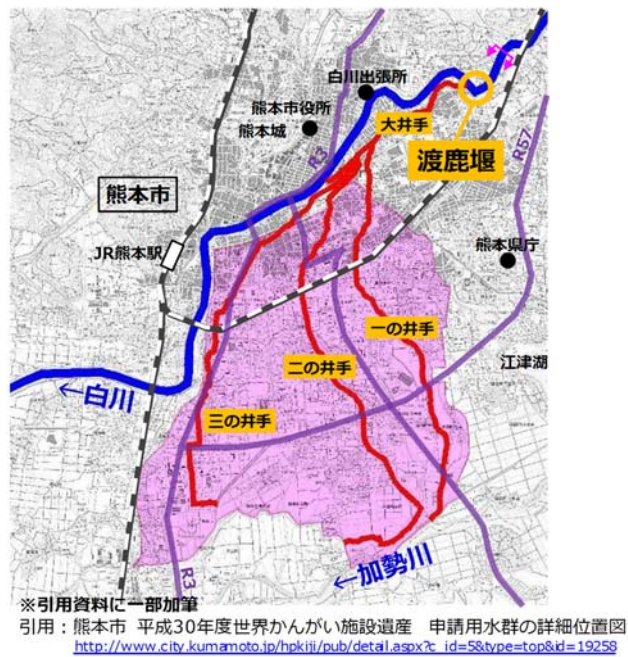 白川出張所
熊本市役所
熊本城
R3
大井手
渡鹿堰
R57
熊本市
JR熊本駅
熊本県庁
一の井手
二の井手
江津湖
←白川
三の井手
R3
←加勢川
※引用資料に一部加筆
引用：熊本市 平成30年度世界かんがい施設遺産 申請用水群の詳細位置図
http://www.city.kumamoto.jp/hpkiji/pub/detail.aspx?c_id=5&type=top&id=19258